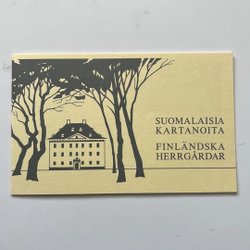 SUOMALAISIA
KARTANOITA
FINLÄNDSKA
HERRGÅRDAR